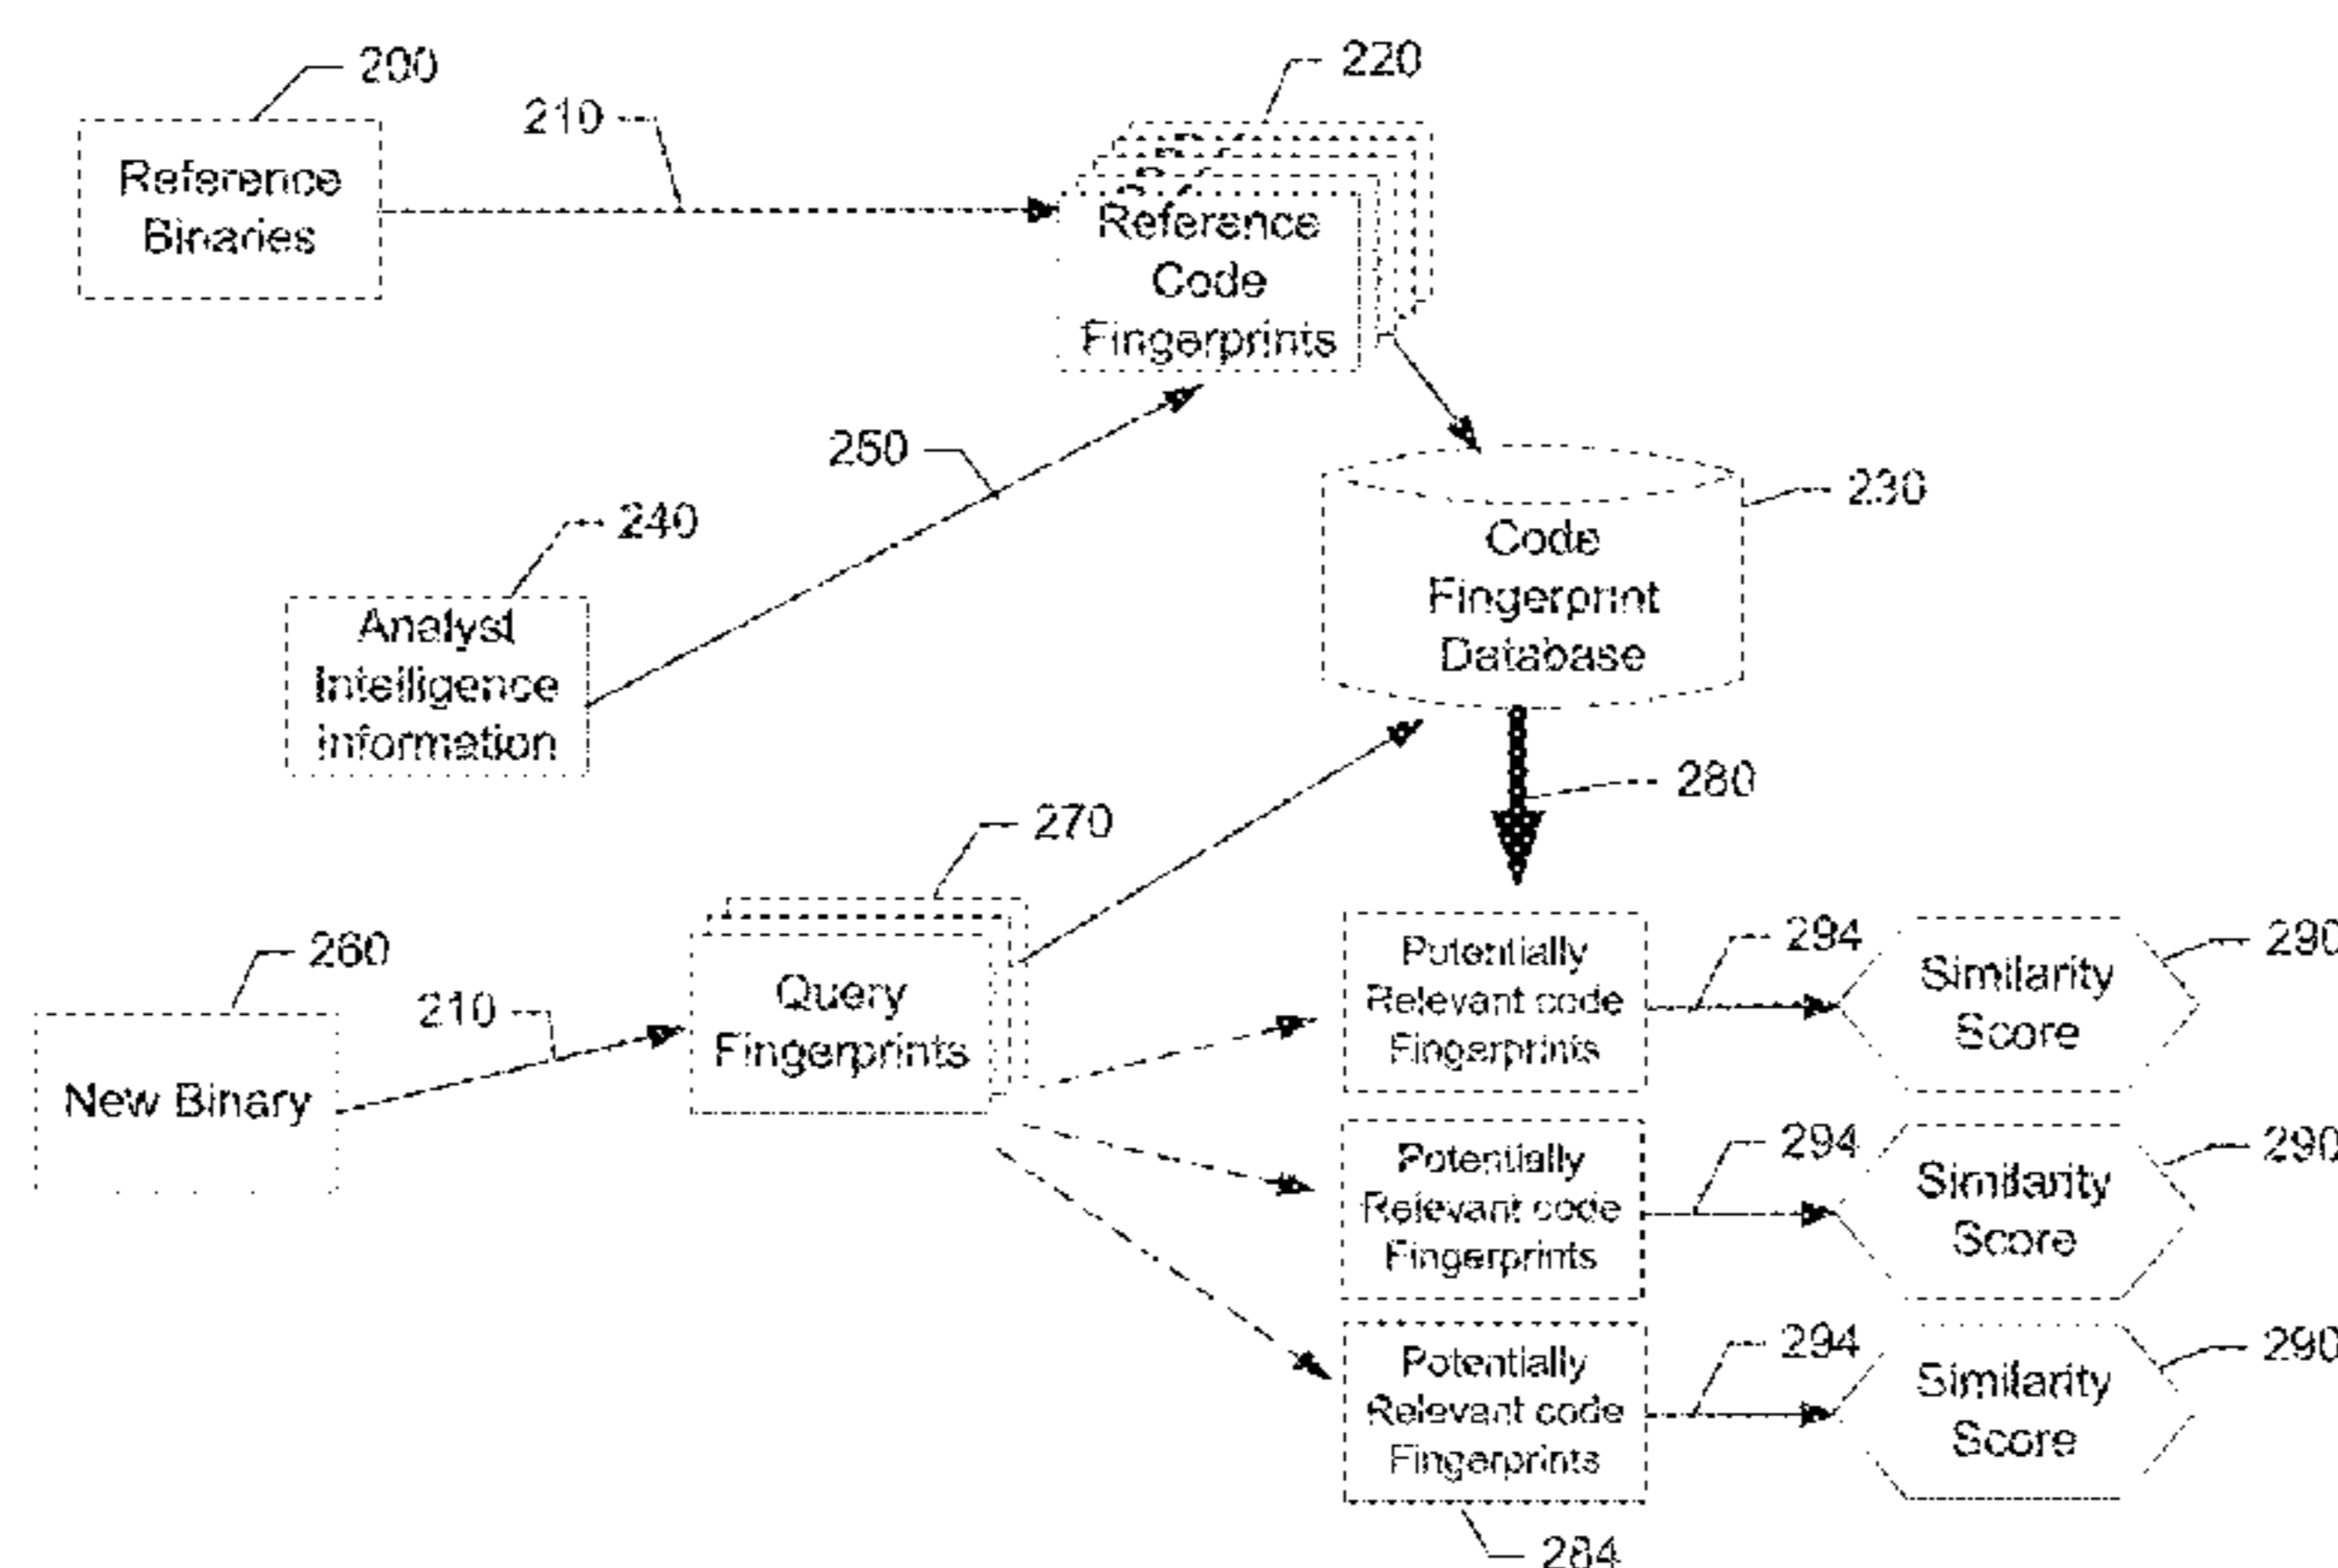 200
210
220
Reference
Binaries
Reference
Code
Fingerprints
250
230
240
Code
Fingerprint
Database
Analyst
Intelligence
Information
280
270
260
210
Query
Fingerprints
New Binary
Potentially
Relevant code
Fingerprints
294
Similarity
Score
290
Potentially
Relevant code
Fingerprints
294
Similarity
Score
290
Potentially
Relevant code
Fingerprints
294
Similarity
Score
290
284